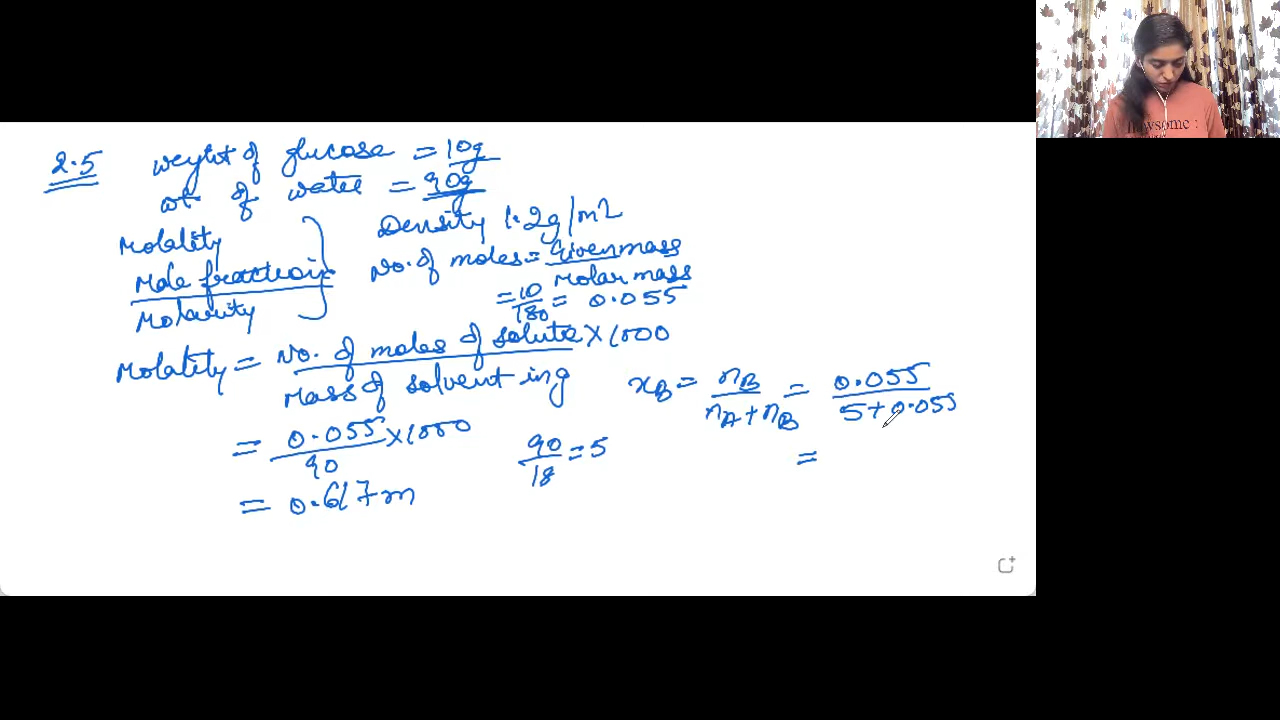 2.5 weight of glucose = 10g
wt of water = 90g
Molality
Mole fraction
Molarity
Density 1.2g/ml
No. of moles = Given mass / Molar mass
= 10/180 = 0.055
Molality = No. of moles of solute × 1000 / Mass of solvent in g
= 0.055/90 × 1000
= 0.617 m
90/18 = 5
xB = nB / nA + nB = 0.055 / 5 + 0.055
=